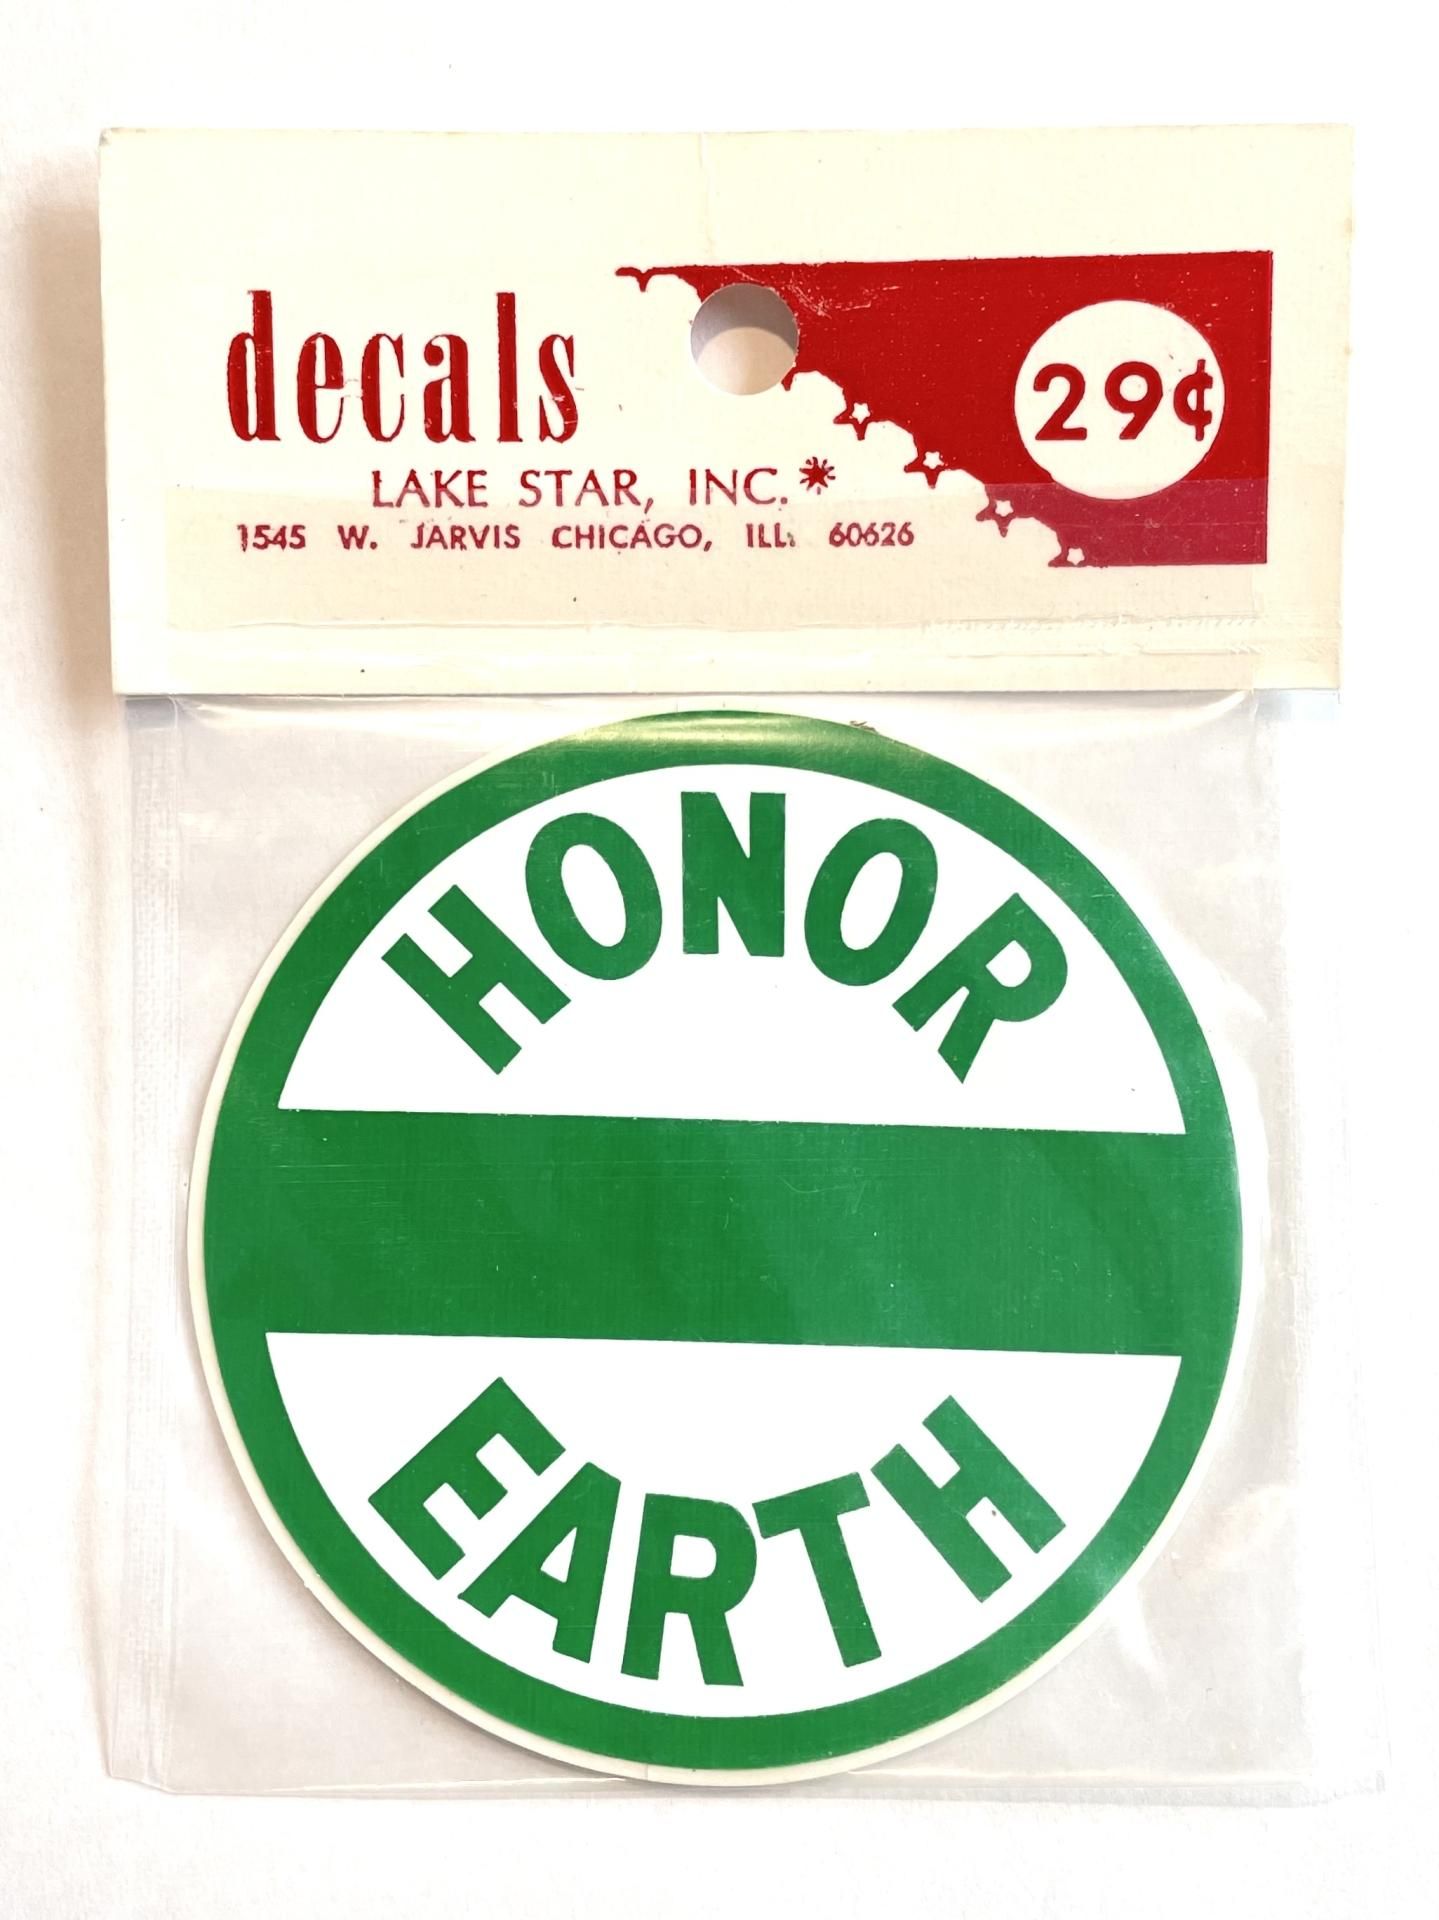 decals
29¢
LAKE STAR, INC.*
1545 W. JARVIS CHICAGO, ILL. 60626
HONOR
EARTH